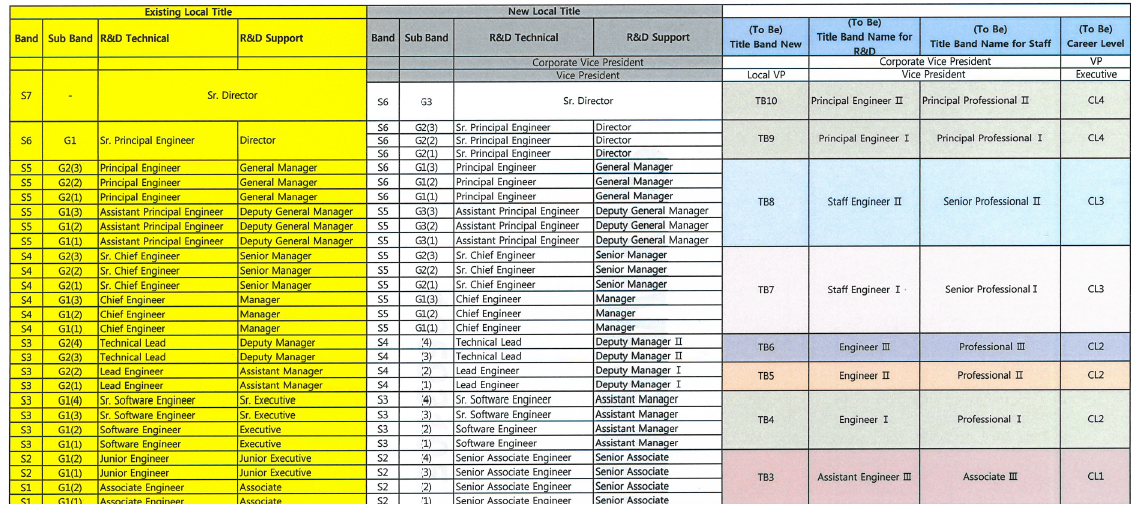 Existing Local Title New Local Title
Band Sub Band R&D Technical R&D Support Band Sub Band R&D Technical R&D Support (To Be) Title Band New (To Be) Title Band Name for R&D (To Be) Title Band Name for Staff (To Be) Career Level
Corporate Vice President Corporate Vice President VP
Vice President Local VP Vice President Executive
S7 - Sr. Director S6 G3 Sr. Director TB10 Principal Engineer Ⅱ Principal Professional Ⅱ CL4
S6 G1 Sr. Principal Engineer Director S6 G2(3) Sr. Principal Engineer Director TB9 Principal Engineer Ⅰ Principal Professional Ⅰ CL4
S6 G2(2) Sr. Principal Engineer Director
S6 G2(1) Sr. Principal Engineer Director
S5 G2(3) Principal Engineer General Manager S6 G1(3) Principal Engineer General Manager
S5 G2(2) Principal Engineer General Manager S6 G1(2) Principal Engineer General Manager
S5 G2(1) Principal Engineer General Manager S6 G1(1) Principal Engineer General Manager TB8 Staff Engineer Ⅱ Senior Professional Ⅱ CL3
S5 G1(3) Assistant Principal Engineer Deputy General Manager S5 G3(3) Assistant Principal Engineer Deputy General Manager
S5 G1(2) Assistant Principal Engineer Deputy General Manager S5 G3(2) Assistant Principal Engineer Deputy General Manager
S5 G1(1) Assistant Principal Engineer Deputy General Manager S5 G3(1) Assistant Principal Engineer Deputy General Manager
S4 G2(3) Sr. Chief Engineer Senior Manager S5 G2(3) Sr. Chief Engineer Senior Manager
S4 G2(2) Sr. Chief Engineer Senior Manager S5 G2(2) Sr. Chief Engineer Senior Manager
S4 G2(1) Sr. Chief Engineer Senior Manager S5 G2(1) Sr. Chief Engineer Senior Manager TB7 Staff Engineer Ⅰ Senior Professional Ⅰ CL3
S4 G1(3) Chief Engineer Manager S5 G1(3) Chief Engineer Manager
S4 G1(2) Chief Engineer Manager S5 G1(2) Chief Engineer Manager
S4 G1(1) Chief Engineer Manager S5 G1(1) Chief Engineer Manager
S3 G2(4) Technical Lead Deputy Manager S4 (4) Technical Lead Deputy Manager Ⅱ TB6 Engineer Ⅲ Professional Ⅲ CL2
S3 G2(3) Technical Lead Deputy Manager S4 (3) Technical Lead Deputy Manager Ⅱ
S3 G2(2) Lead Engineer Assistant Manager S4 (2) Lead Engineer Deputy Manager Ⅰ TB5 Engineer Ⅱ Professional Ⅱ CL2
S3 G2(1) Lead Engineer Assistant Manager S4 (1) Lead Engineer Deputy Manager Ⅰ
S3 G1(4) Sr. Software Engineer Sr. Executive S3 (4) Sr. Software Engineer Assistant Manager
S3 G1(3) Sr. Software Engineer Sr. Executive S3 (3) Sr. Software Engineer Assistant Manager TB4 Engineer Ⅰ Professional Ⅰ CL2
S3 G1(2) Software Engineer Executive S3 (2) Software Engineer Assistant Manager
S3 G1(1) Software Engineer Executive S3 (1) Software Engineer Assistant Manager
S2 G1(2) Junior Engineer Junior Executive S2 (4) Senior Associate Engineer Senior Associate
S2 G1(1) Junior Engineer Junior Executive S2 (3) Senior Associate Engineer Senior Associate TB3 Assistant Engineer Ⅲ Associate Ⅲ CL1
S1 G1(2) Associate Engineer Associate S2 (2) Senior Associate Engineer Senior Associate
S1 G1(1) Associate Engineer Associate S2 (1) Senior Associate Engineer Senior Associate